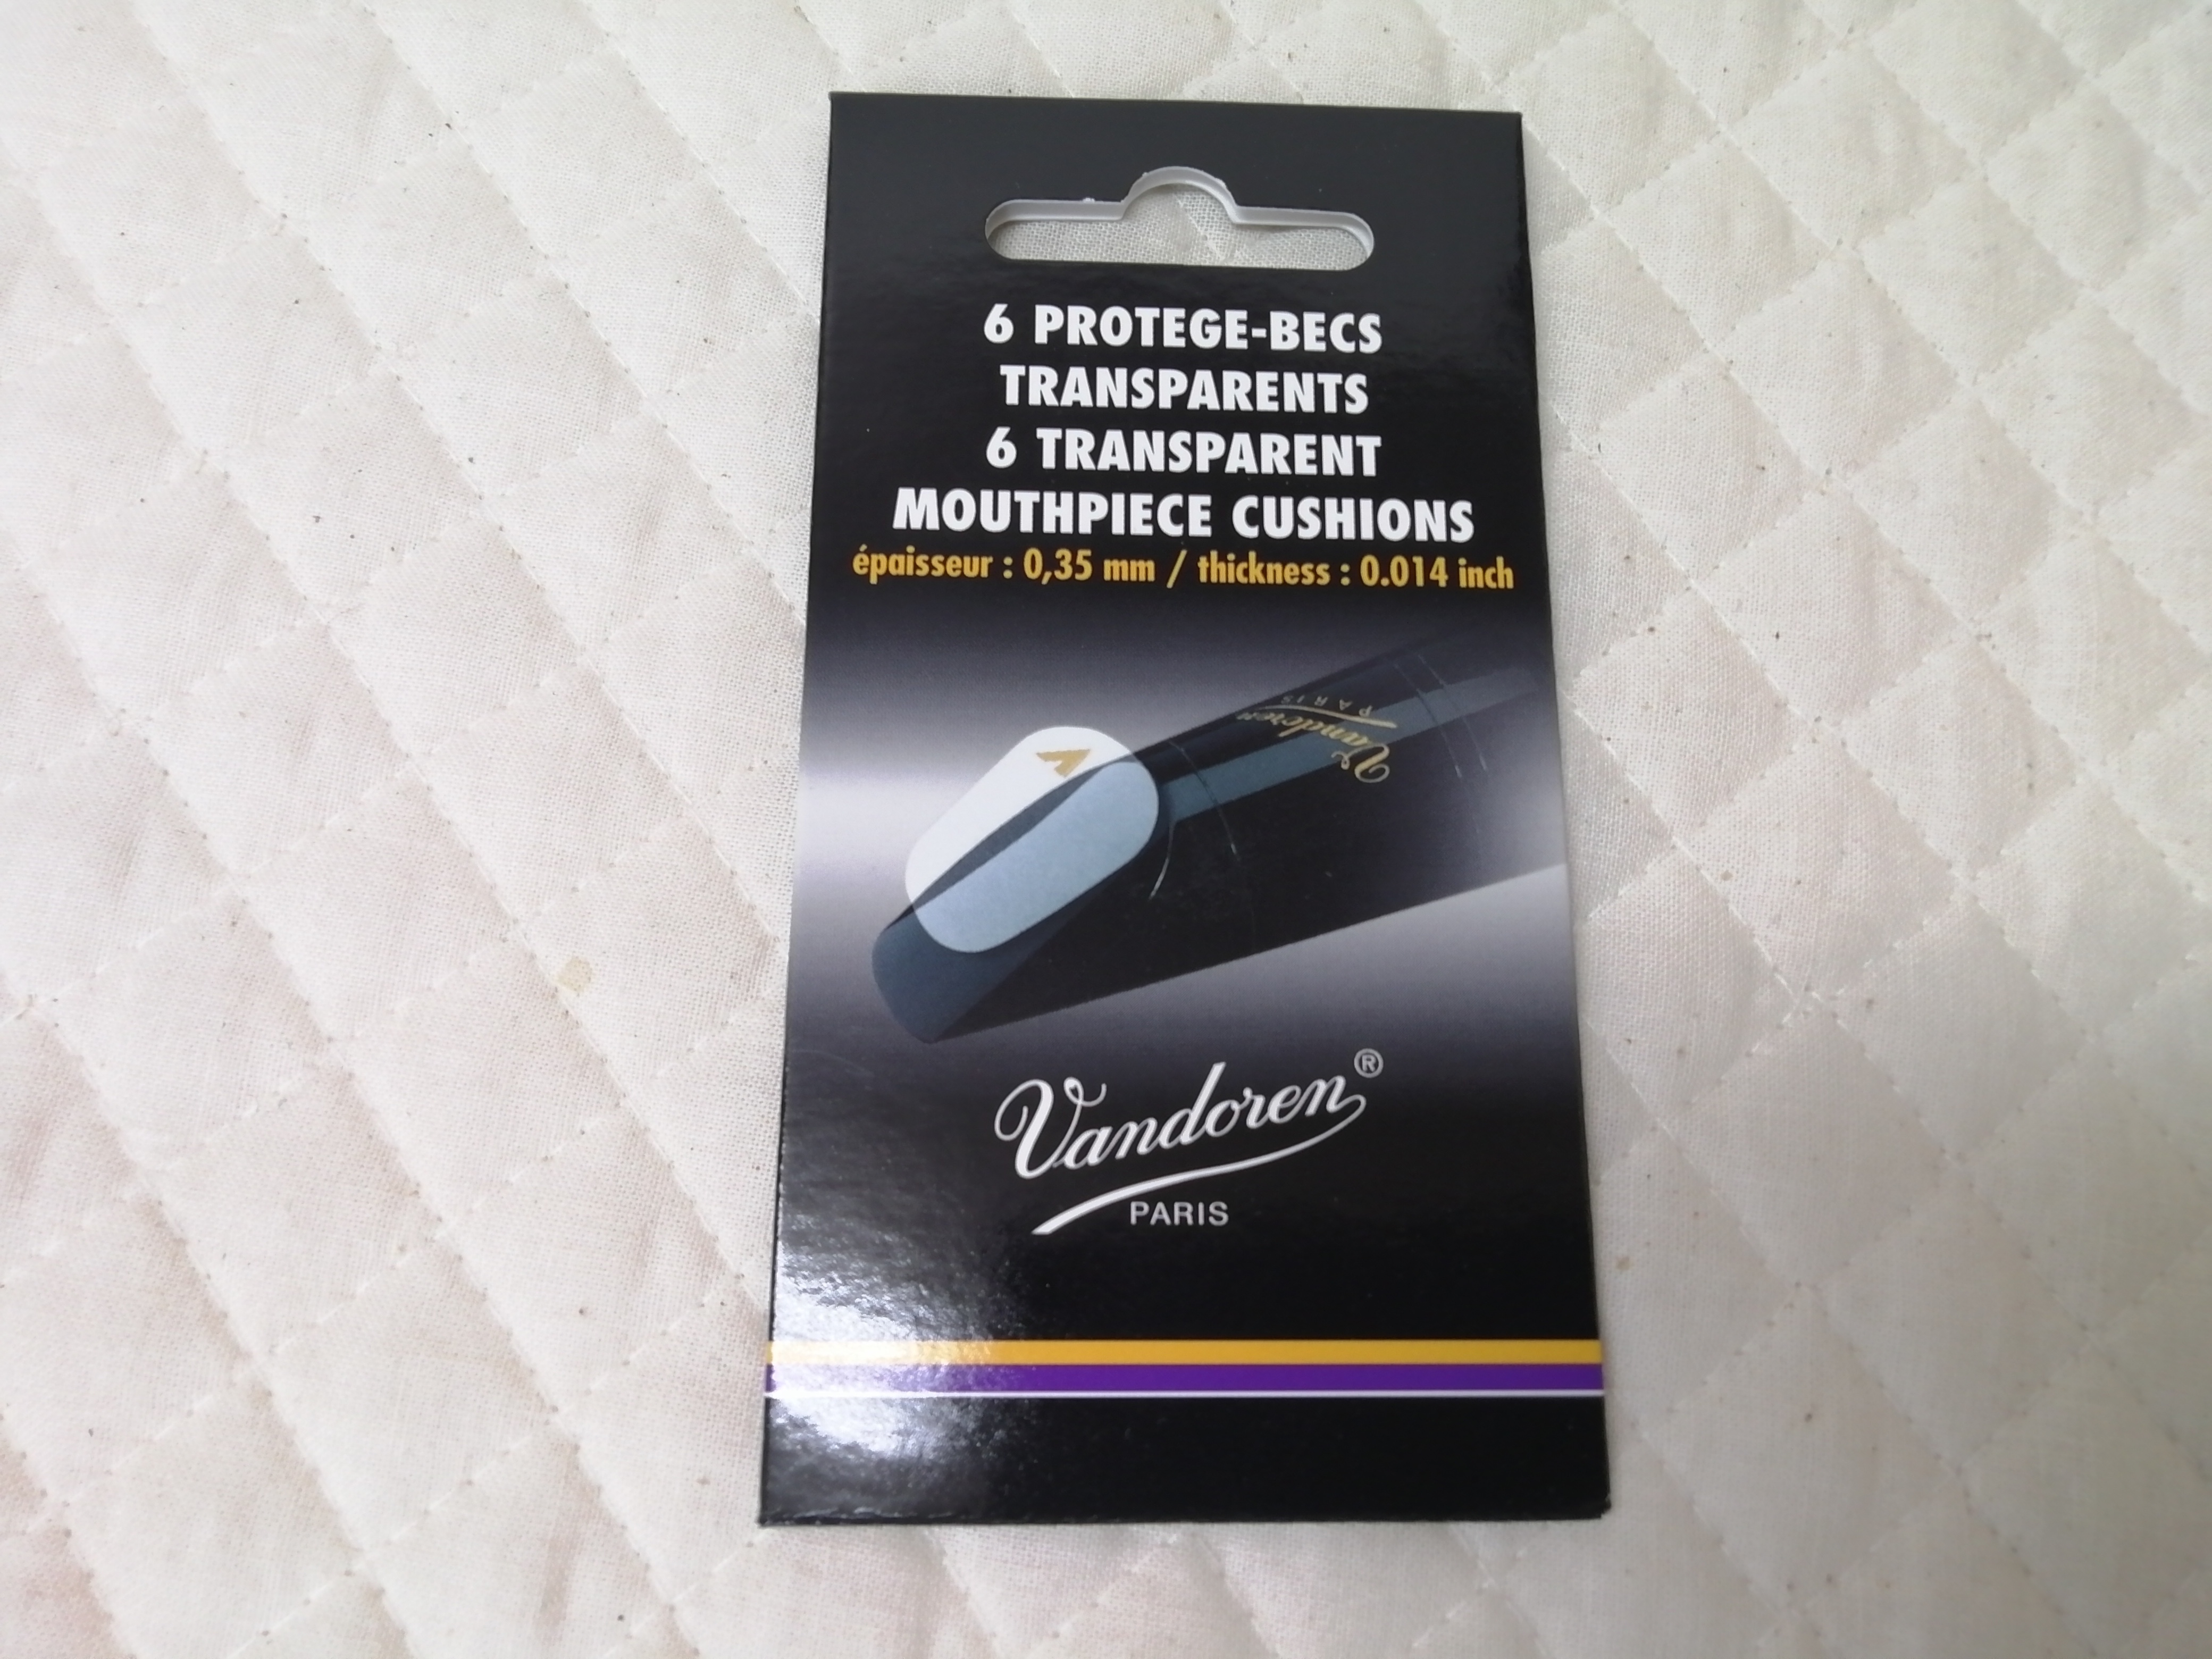 6 PROTEGE-BECS
TRANSPARENTS
6 TRANSPARENT
MOUTHPIECE CUSHIONS
épaisseur : 0,35 mm / thickness : 0.014 inch
Vandoren
PARIS
Vandoren®
PARIS